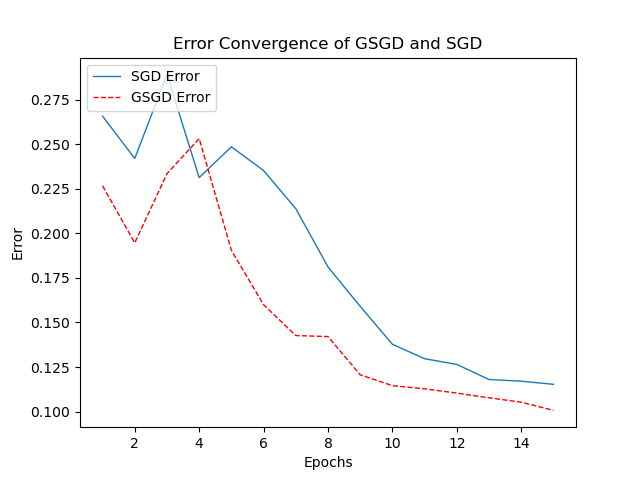 Error Convergence of GSGD and SGD
SGD Error
GSGD Error
0.275
0.250
0.225
0.200
0.175
0.150
0.125
0.100
Error
2 4 6 8 10 12 14
Epochs